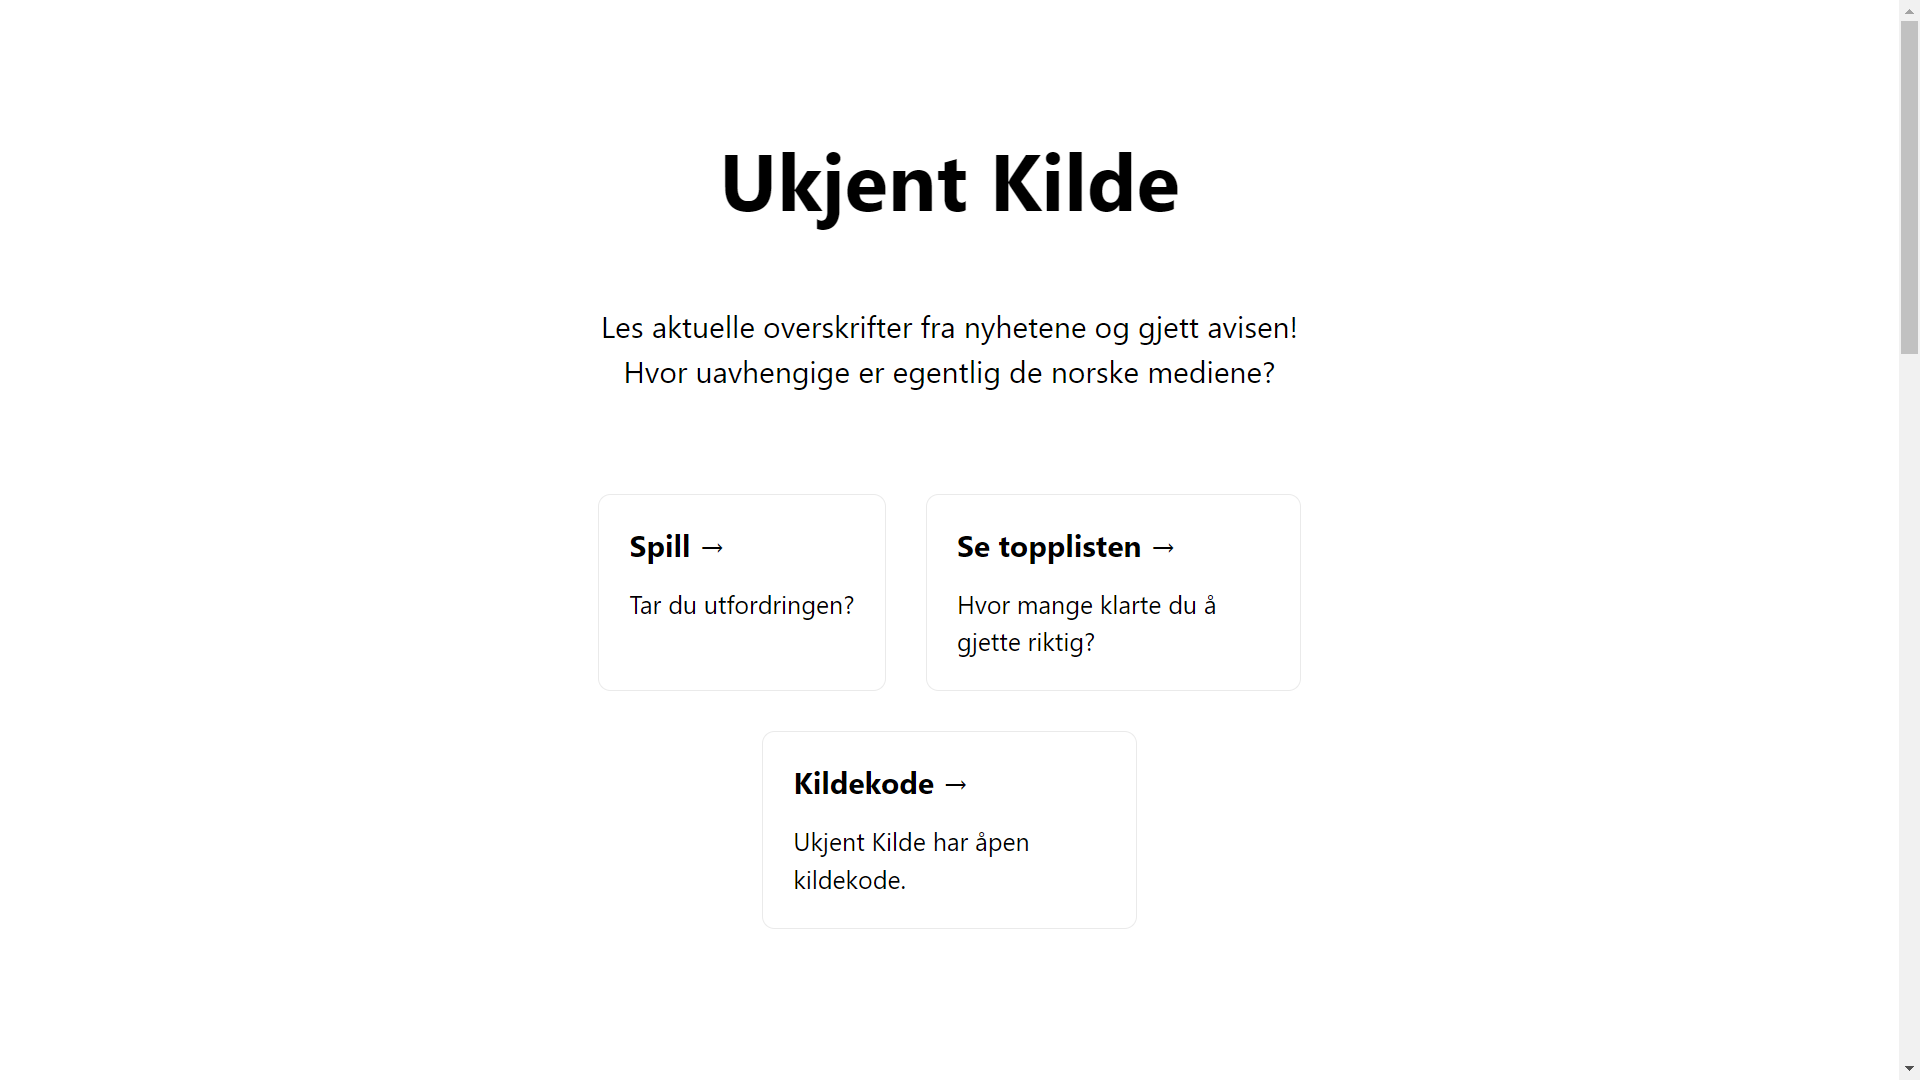 Ukjent Kilde
Les aktuelle overskrifter fra nyhetene og gjett avisen!
Hvor uavhengige er egentlig de norske mediene?
Spill →
Tar du utfordringen?
Se topplisten →
Hvor mange klarte du å
gjette riktig?
Kildekode →
Ukjent Kilde har åpen
kildekode.